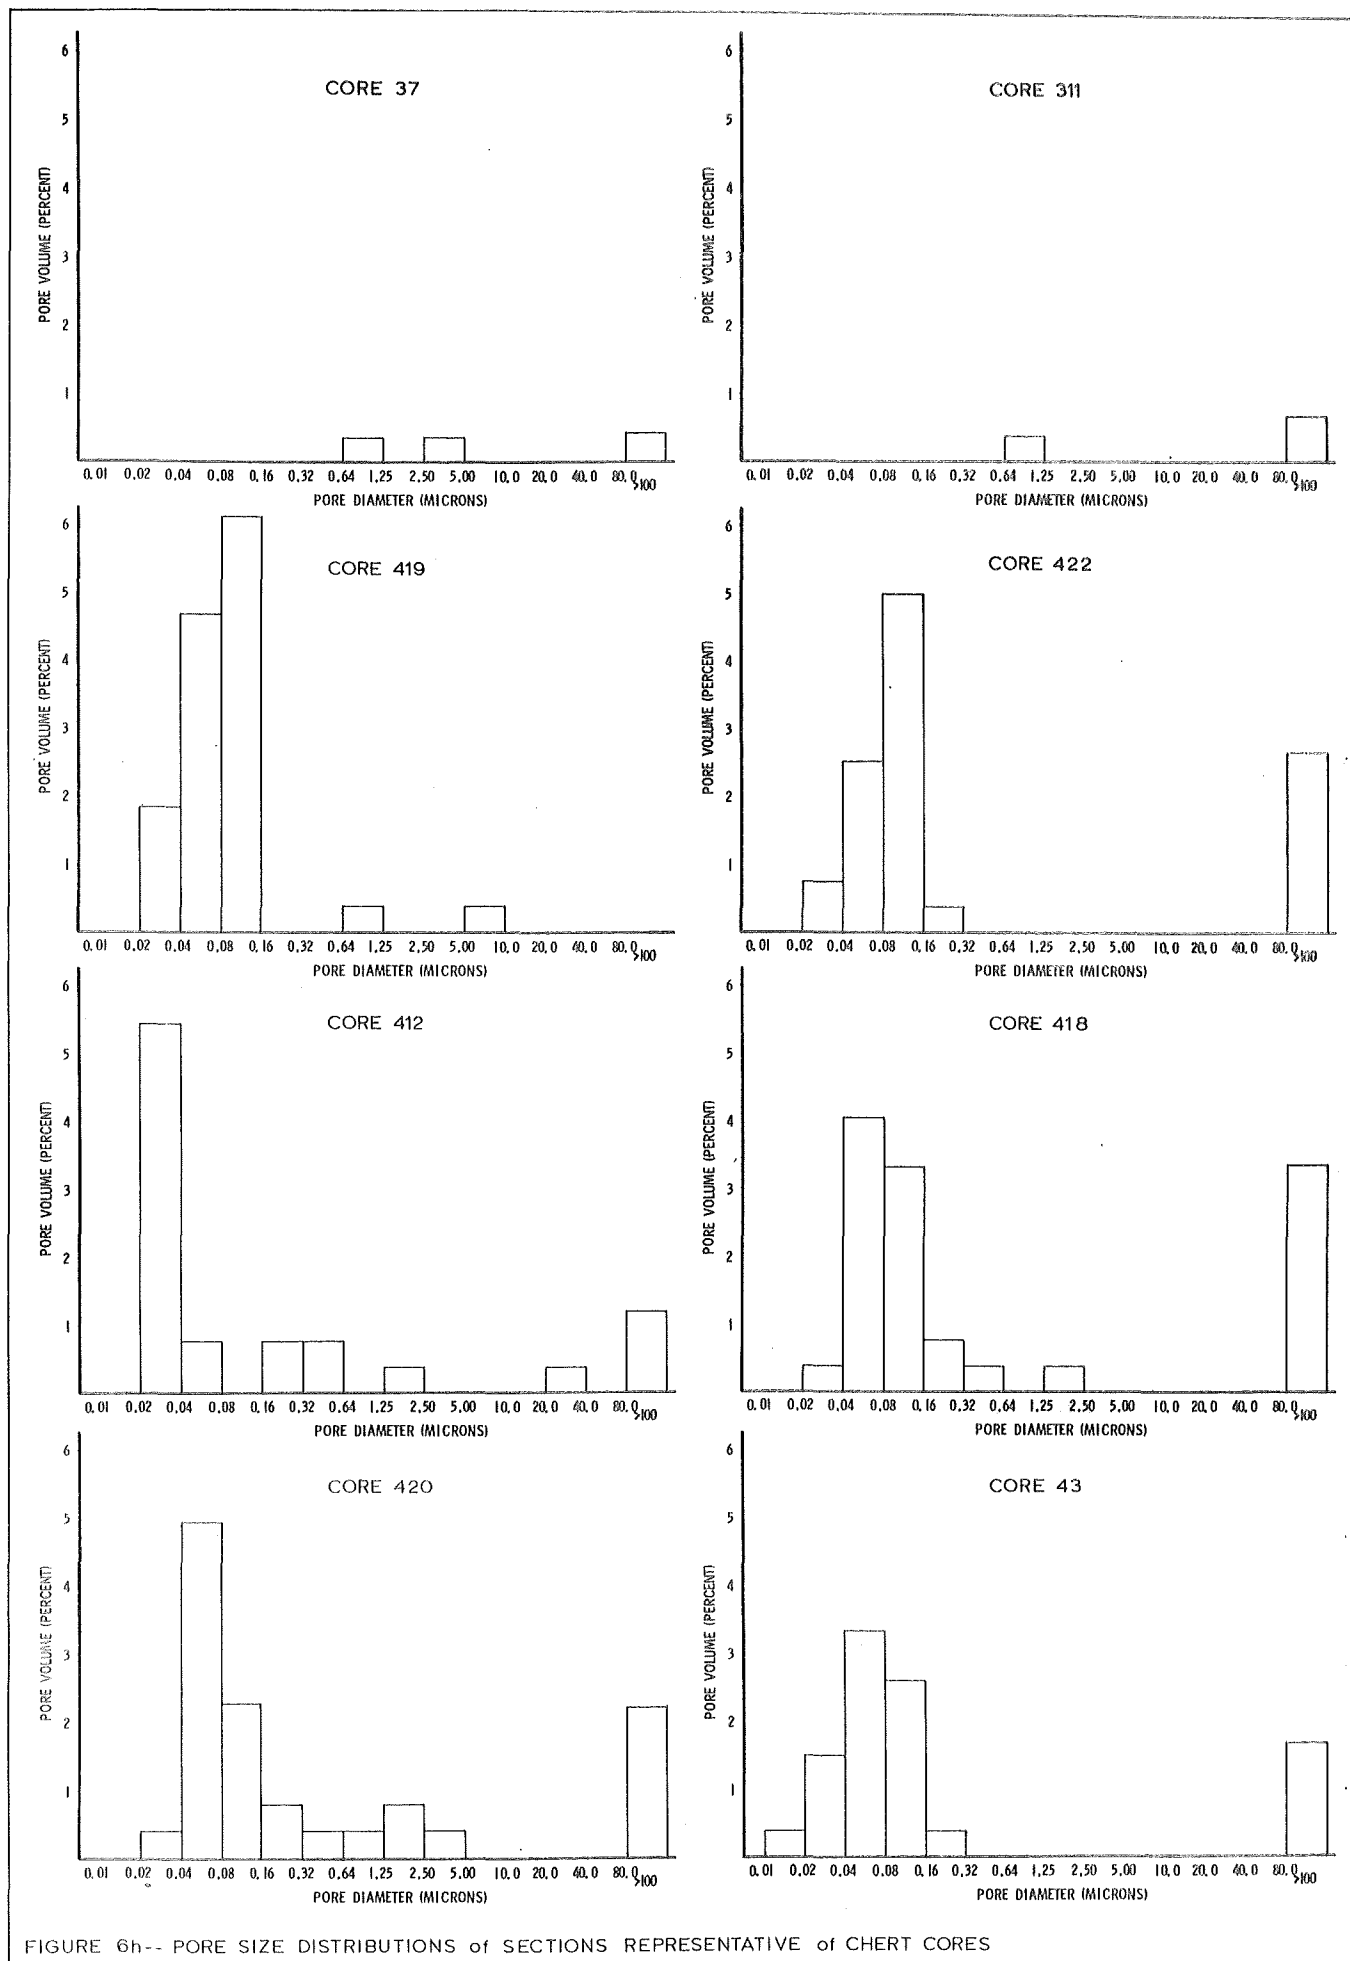 CORE 37
6
5
4
3
2
1
PORE VOLUME (PERCENT)
0.01 0.02 0.04 0.08 0.16 0.32 0.64 1.25 2.50 5.00 10.0 20.0 40.0 80.0 >100
PORE DIAMETER (MICRONS)
CORE 311
6
5
4
3
2
1
PORE VOLUME (PERCENT)
0.01 0.02 0.04 0.08 0.16 0.32 0.64 1.25 2.50 5.00 10.0 20.0 40.0 80.0 >100
PORE DIAMETER (MICRONS)
CORE 419
6
5
4
3
2
1
PORE VOLUME (PERCENT)
0.01 0.02 0.04 0.08 0.16 0.32 0.64 1.25 2.50 5.00 10.0 20.0 40.0 80.0 >100
PORE DIAMETER (MICRONS)
CORE 422
6
5
4
3
2
1
PORE VOLUME (PERCENT)
0.01 0.02 0.04 0.08 0.16 0.32 0.64 1.25 2.50 5.00 10.0 20.0 40.0 80.0 >100
PORE DIAMETER (MICRONS)
CORE 412
6
5
4
3
2
1
PORE VOLUME (PERCENT)
0.01 0.02 0.04 0.08 0.16 0.32 0.64 1.25 2.50 5.00 10.0 20.0 40.0 80.0 >100
PORE DIAMETER (MICRONS)
CORE 418
6
5
4
3
2
1
PORE VOLUME (PERCENT)
0.01 0.02 0.04 0.08 0.16 0.32 0.64 1.25 2.50 5.00 10.0 20.0 40.0 80.0 >100
PORE DIAMETER (MICRONS)
CORE 420
6
5
4
3
2
1
PORE VOLUME (PERCENT)
0.01 0.02 0.04 0.08 0.16 0.32 0.64 1.25 2.50 5.00 10.0 20.0 40.0 80.0 >100
PORE DIAMETER (MICRONS)
CORE 43
6
5
4
3
2
1
PORE VOLUME (PERCENT)
0.01 0.02 0.04 0.08 0.16 0.32 0.64 1.25 2.50 5.00 10.0 20.0 40.0 80.0 >100
PORE DIAMETER (MICRONS)
FIGURE 6h-- PORE SIZE DISTRIBUTIONS of SECTIONS REPRESENTATIVE of CHERT CORES